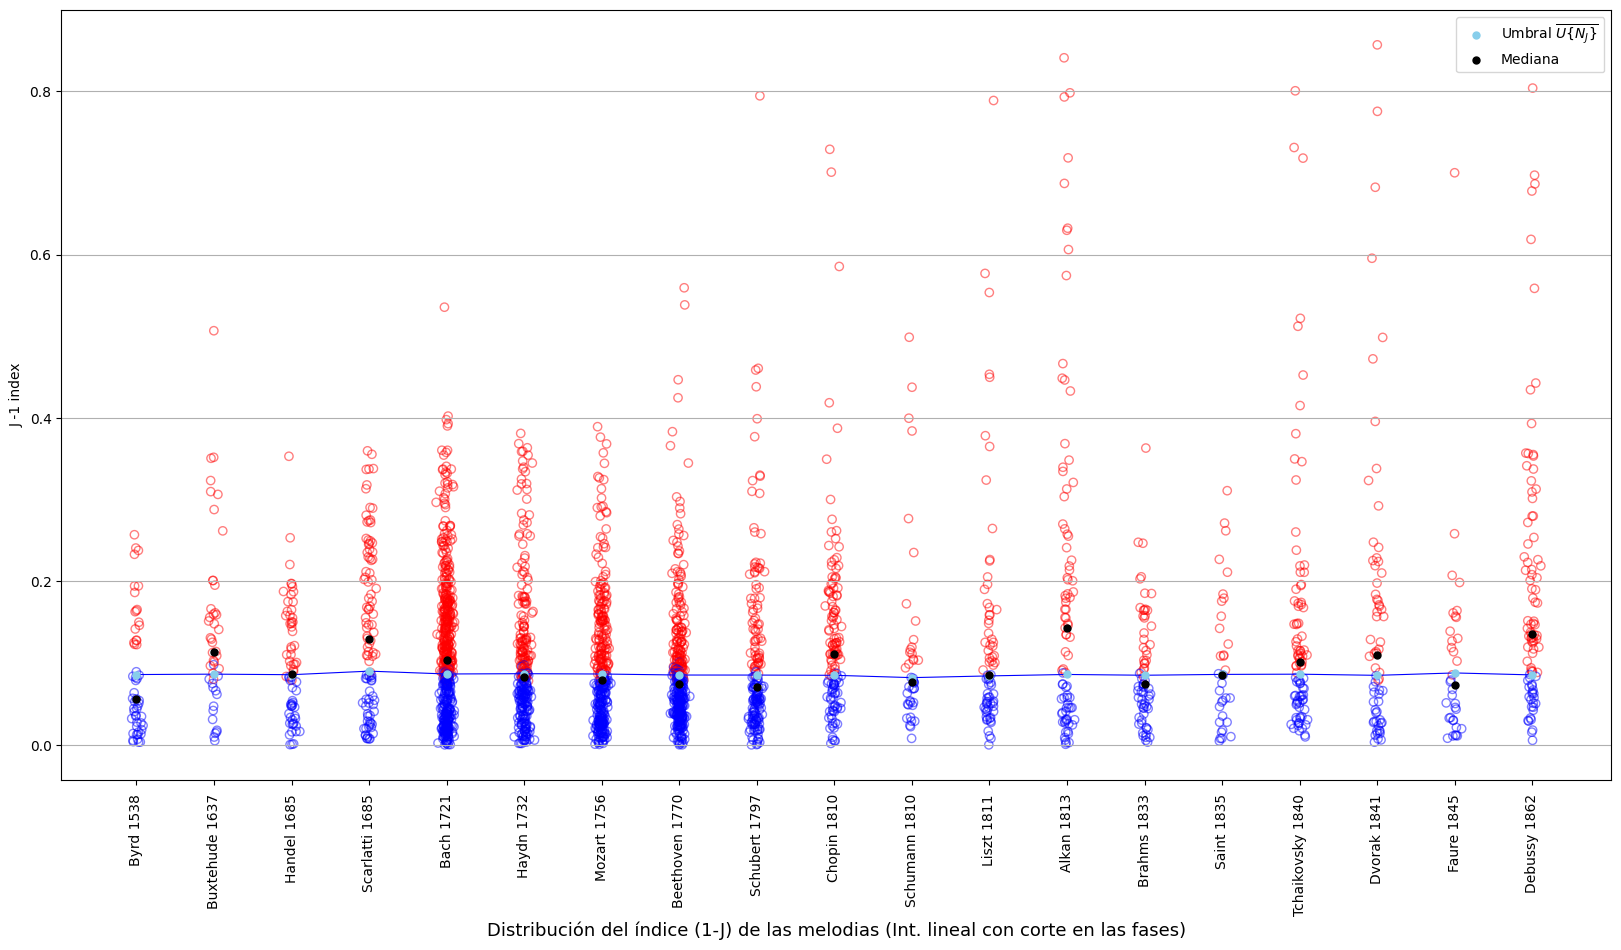 Umbral U{N_J}
Mediana
J -1 index
0.8
0.6
0.4
0.2
0.0
Byrd 1538
Buxtehude 1637
Handel 1685
Scarlatti 1685
Bach 1721
Haydn 1732
Mozart 1756
Beethoven 1770
Schubert 1797
Chopin 1810
Schumann 1810
Liszt 1811
Alkan 1813
Brahms 1833
Saint 1835
Tchaikovsky 1840
Dvorak 1841
Faure 1845
Debussy 1862
Distribución del índice (1-J) de las melodias (Int. lineal con corte en las fases)